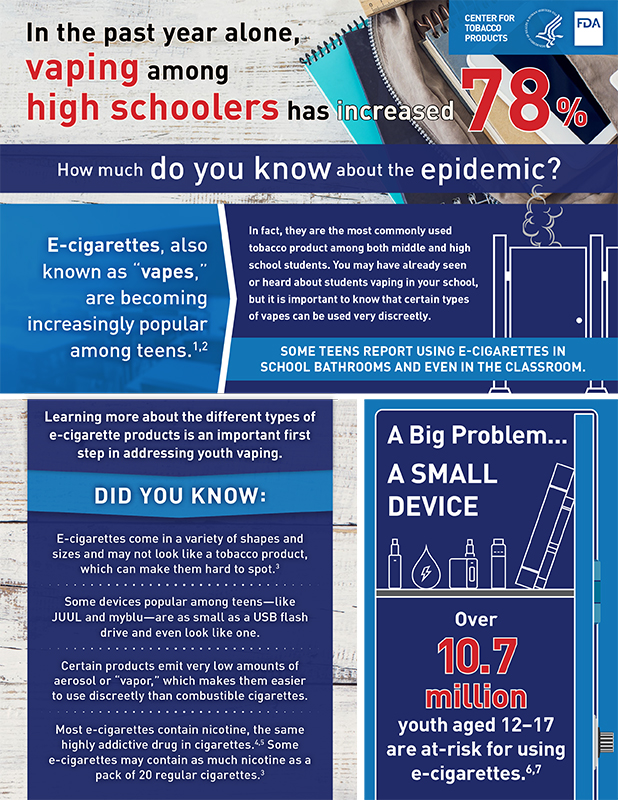 In the past year alone,
vaping among
high schoolers has increased 78%
CENTER FOR
TOBACCO
PRODUCTS
FDA
How much do you know about the epidemic?
E-cigarettes, also
known as “vapes,”
are becoming
increasingly popular
among teens.1,2
In fact, they are the most commonly used
tobacco product among both middle and high
school students. You may have already seen
or heard about students vaping in your school,
but it is important to know that certain types
of vapes can be used very discreetly.
SOME TEENS REPORT USING E-CIGARETTES IN
SCHOOL BATHROOMS AND EVEN IN THE CLASSROOM.
Learning more about the different types of
e-cigarette products is an important first
step in addressing youth vaping.
DID YOU KNOW:
E-cigarettes come in a variety of shapes and
sizes and may not look like a tobacco product,
which can make them hard to spot.3
Some devices popular among teens—like
JUUL and myblu—are as small as a USB flash
drive and even look like one.
Certain products emit very low amounts of
aerosol or “vapor,” which makes them easier
to use discreetly than combustible cigarettes.
Most e-cigarettes contain nicotine, the same
highly addictive drug in cigarettes.4,5 Some
e-cigarettes may contain as much nicotine as a
pack of 20 regular cigarettes.3
A Big Problem...
A SMALL
DEVICE
Over
10.7
million
youth aged 12–17
are at-risk for using
e-cigarettes.6,7